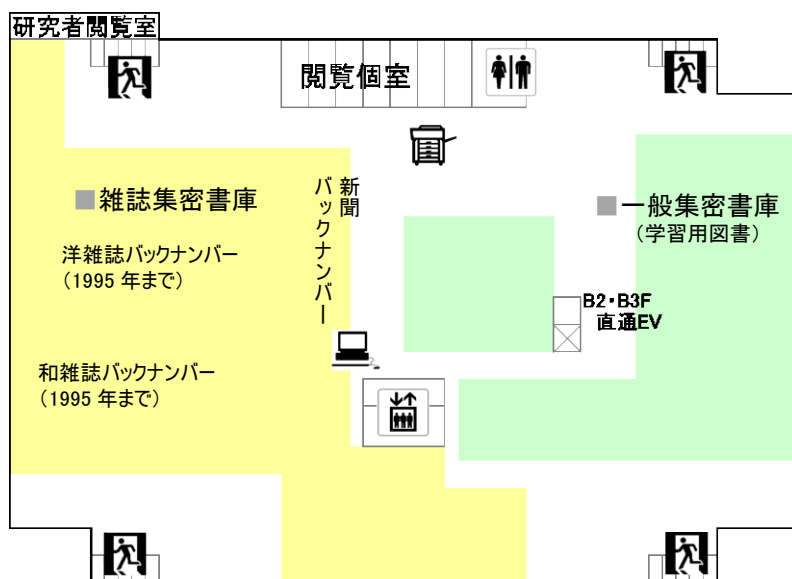 研究者閲覧室
閲覧個室
■雑誌集密書庫
洋雑誌バックナンバー
（1995 年まで）
和雑誌バックナンバー
（1995 年まで）
新聞
バックナンバー
■一般集密書庫
（学習用図書）
B2・B3F
直通EV